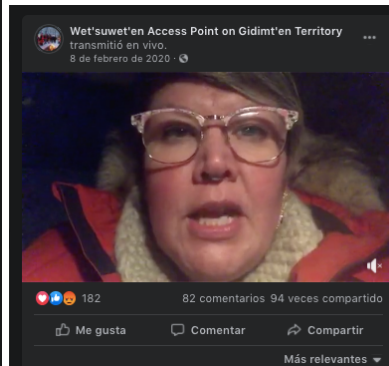 Wet'suwet'en Access Point on Gidimt'en Territory
transmitió en vivo.
8 de febrero de 2020 ·
182
82 comentarios 94 veces compartido
Me gusta
Comentar
Compartir
Más relevantes